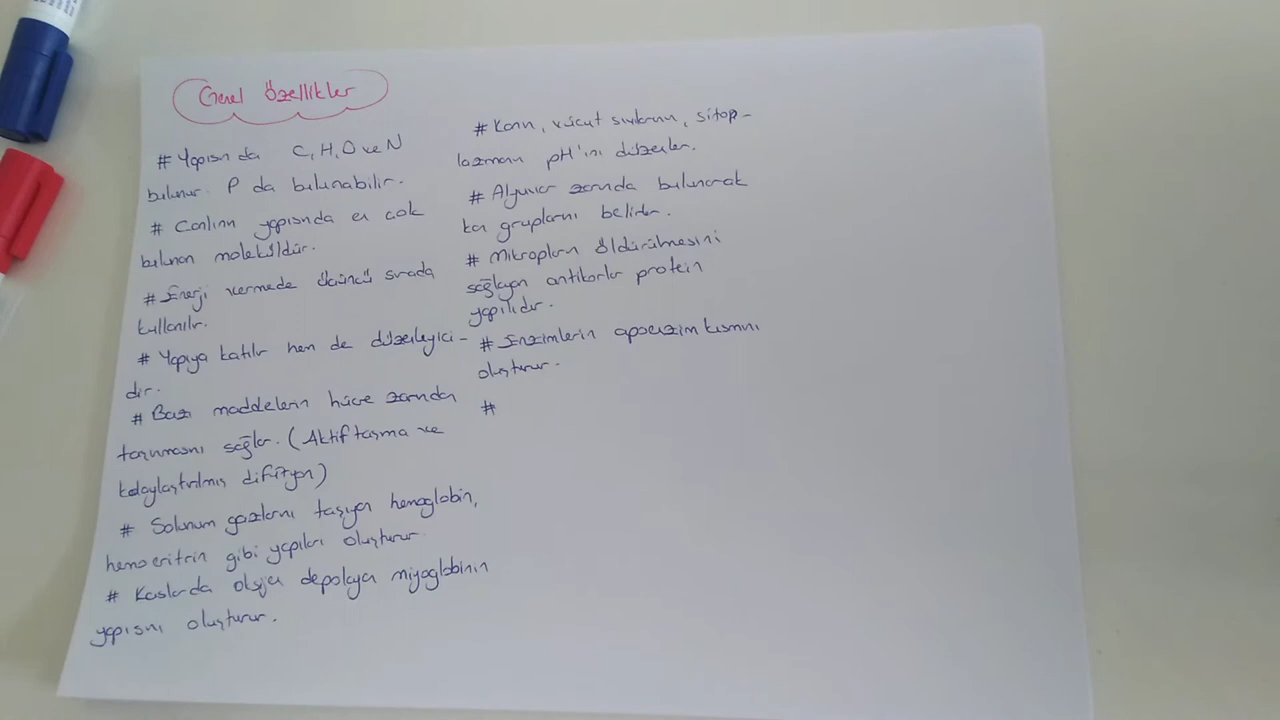 Genel Özellikler
# Yapısında C, H, O ve N
bulunur. P da bulunabilir.
# Canlının yapısında en çok
bulunan moleküldür.
# Enerji vermede üçüncü sırada
kullanılır.
# Yapıya katılır hem de düzenleyici-
dir.
# Bazı maddelerin hücre zarında
taşınmasını sağlar. (Aktif taşıma ve
kolaylaştırılmış difüzyon)
# Solunum gazlarını taşıyan hemoglobin,
hemoeritrin gibi yapıları oluşturur
# Kaslarda oksijen depolayan miyoglobinin
yapısını oluşturur.
# Kanın, vücut sıvılarının, sitop-
lazmanın pH'ını düzenler.
# Alyuvar zarında bulunarak
kan gruplarını belirler.
# Mikropların öldürülmesini
sağlayan antikorlar protein
yapılıdır.
# Enzimlerin apoenzim kısmını
oluşturur.
#